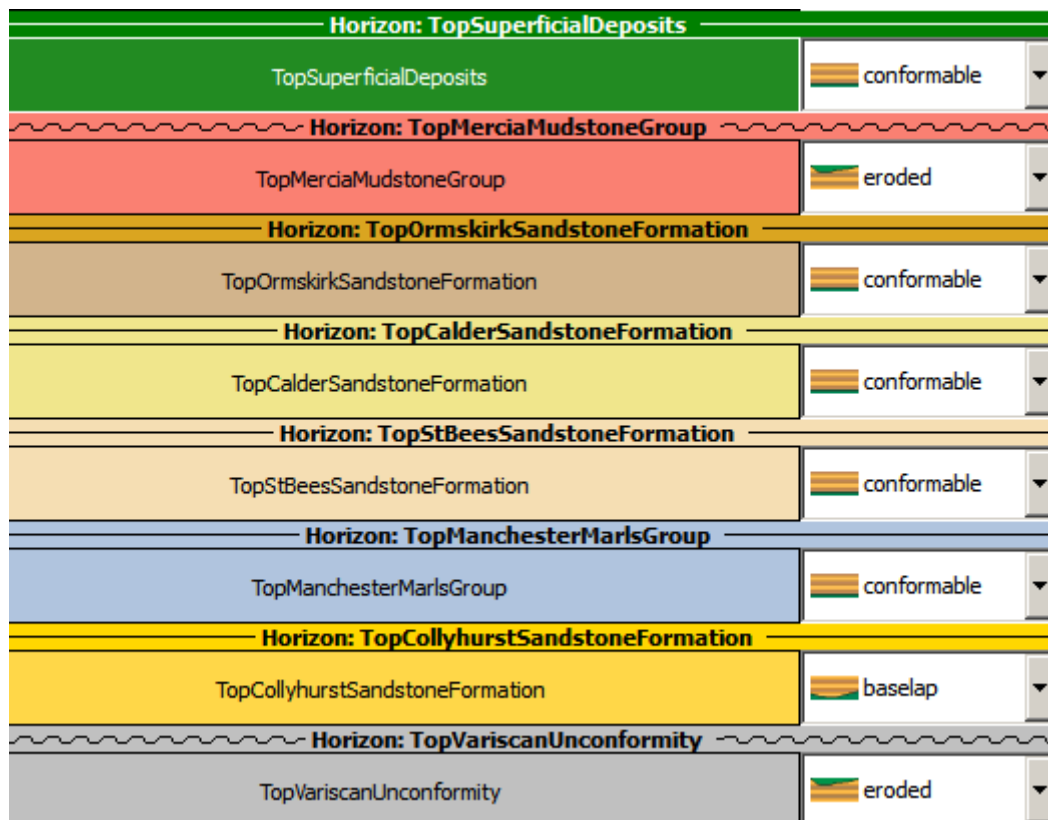 Horizon: TopSuperficialDeposits
TopSuperficialDeposits conformable
Horizon: TopMerciaMudstoneGroup
TopMerciaMudstoneGroup eroded
Horizon: TopOrmskirkSandstoneFormation
TopOrmskirkSandstoneFormation conformable
Horizon: TopCalderSandstoneFormation
TopCalderSandstoneFormation conformable
Horizon: TopStBeesSandstoneFormation
TopStBeesSandstoneFormation conformable
Horizon: TopManchesterMarlsGroup
TopManchesterMarlsGroup conformable
Horizon: TopCollyhurstSandstoneFormation
TopCollyhurstSandstoneFormation baselap
Horizon: TopVariscanUnconformity
TopVariscanUnconformity eroded